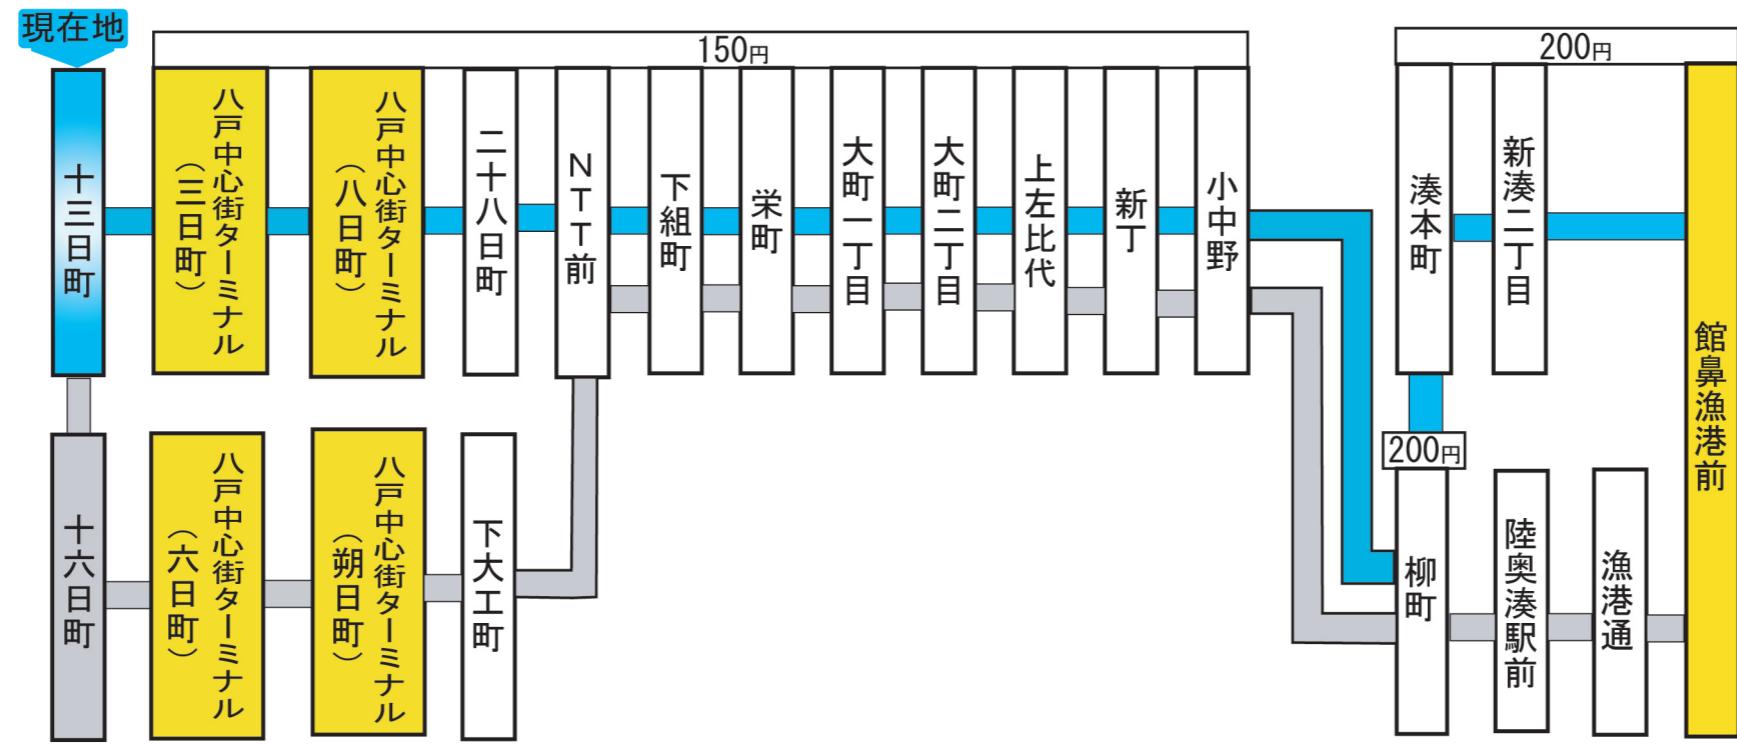 現在地
150円
200円
十三日町
八戸中心街ターミナル
（三日町）
八戸中心街ターミナル
（八日町）
二十八日町
NTT前
下組町
栄町
大町一丁目
大町二丁目
上左比代
新丁
小中野
湊本町
新湊二丁目
館鼻漁港前
200円
十六日町
八戸中心街ターミナル
（六日町）
八戸中心街ターミナル
（朔日町）
下大工町
柳町
陸奥湊駅前
漁港通